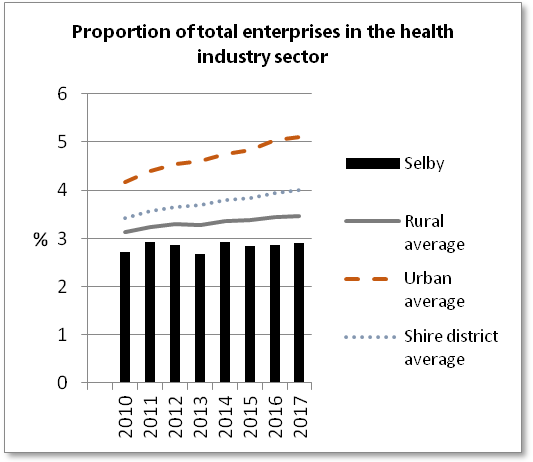 Proportion of total enterprises in the health
industry sector
6
5
4
3
2
1
0
%
2010
2011
2012
2013
2014
2015
2016
2017
Selby
Rural
average
Urban
average
Shire district
average